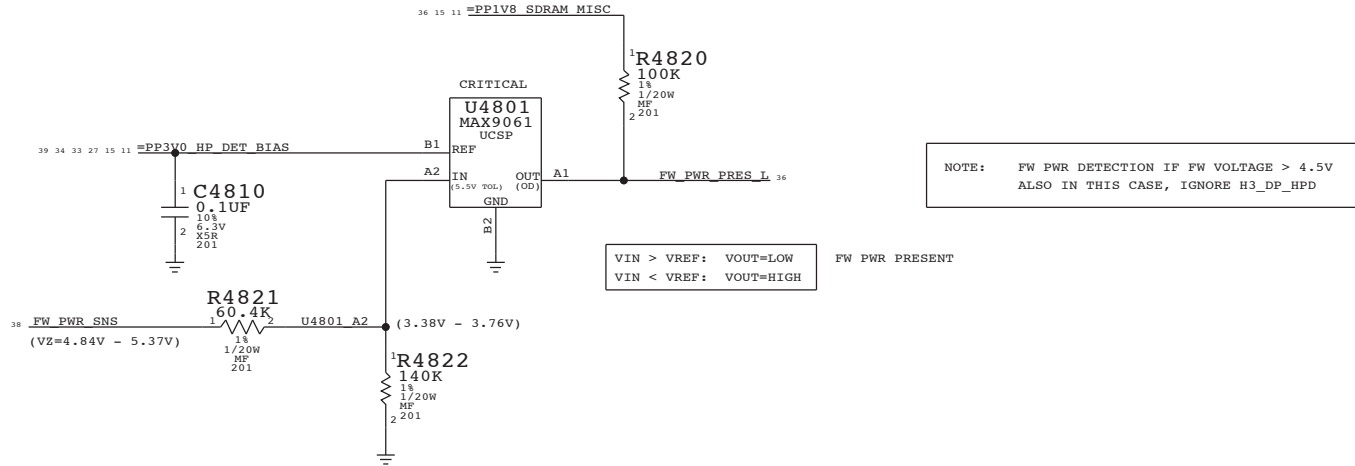 36 15 11 =PP1V8_SDRAM_MISC
1 R4820
100K
1%
1/20W
MF
2 201
CRITICAL
U4801
MAX9061
UCSP
39 34 33 27 15 11 =PP3V0_HP_DET_BIAS
B1
REF
A2
IN
(5.5V TOL)
OUT
(OD)
A1
FW_PWR_PRES_L 36
GND
B2
1 C4810
0.1UF
10%
6.3V
2 X5R
201
NOTE: FW PWR DETECTION IF FW VOLTAGE > 4.5V
ALSO IN THIS CASE, IGNORE H3_DP_HPD
VIN > VREF: VOUT=LOW FW PWR PRESENT
VIN < VREF: VOUT=HIGH
R4821
60.4K
38 FW_PWR_SNS 1 2 U4801_A2 (3.38V - 3.76V)
(VZ=4.84V - 5.37V)
1%
1/20W
MF
201
1 R4822
140K
1%
1/20W
MF
2 201